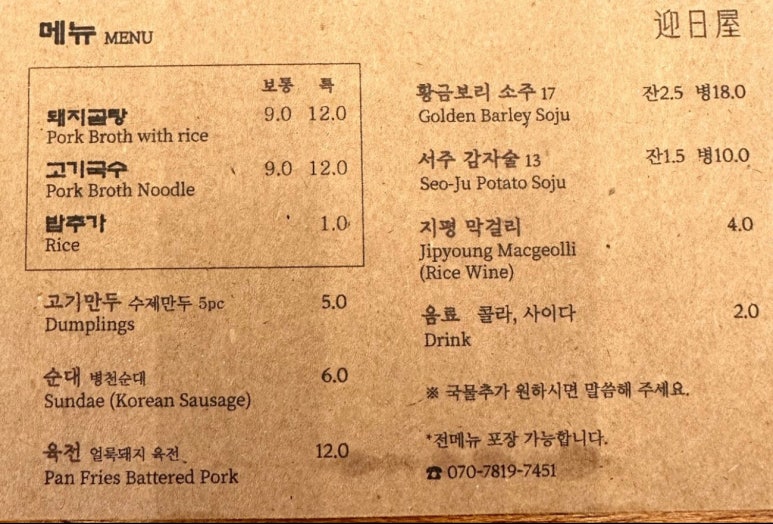 메뉴 MENU
보통 특
돼지곰탕 9.0 12.0
Pork Broth with rice
고기국수 9.0 12.0
Pork Broth Noodle
밥추가 1.0
Rice
고기만두 수제만두 5pc 5.0
Dumplings
순대 병천순대 6.0
Sundae (Korean Sausage)
육전 얼룩돼지 육전 12.0
Pan Fries Battered Pork
迎日屋
황금보리 소주 17 잔2.5 병18.0
Golden Barley Soju
서주 감자술 13 잔1.5 병10.0
Seo-Ju Potato Soju
지평 막걸리 4.0
Jipyoung Macgeolli
(Rice Wine)
음료 콜라, 사이다 2.0
Drink
※ 국물추가 원하시면 말씀해 주세요.
*전메뉴 포장 가능합니다.
☎ 070-7819-7451